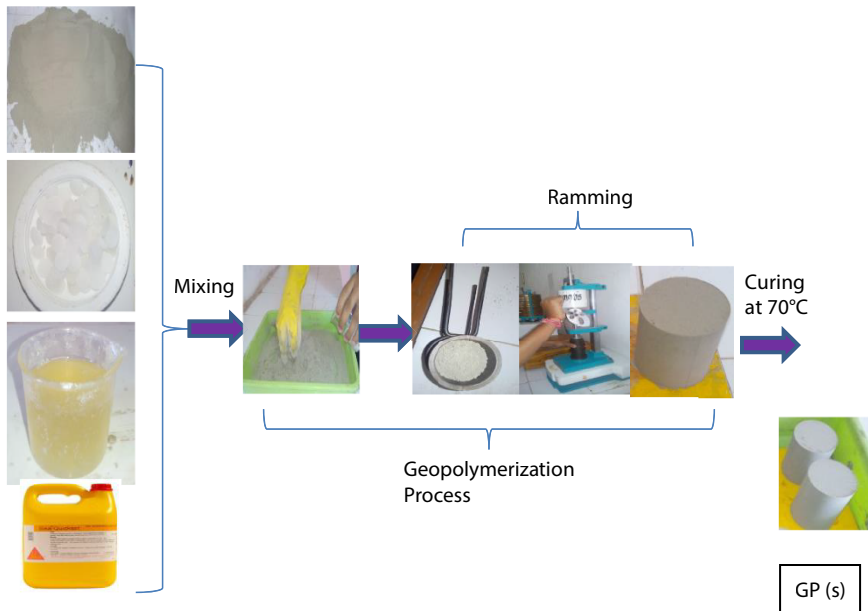 Ramming
Mixing
Curing
at 70°C
Geopolymerization
Process
GP (s)